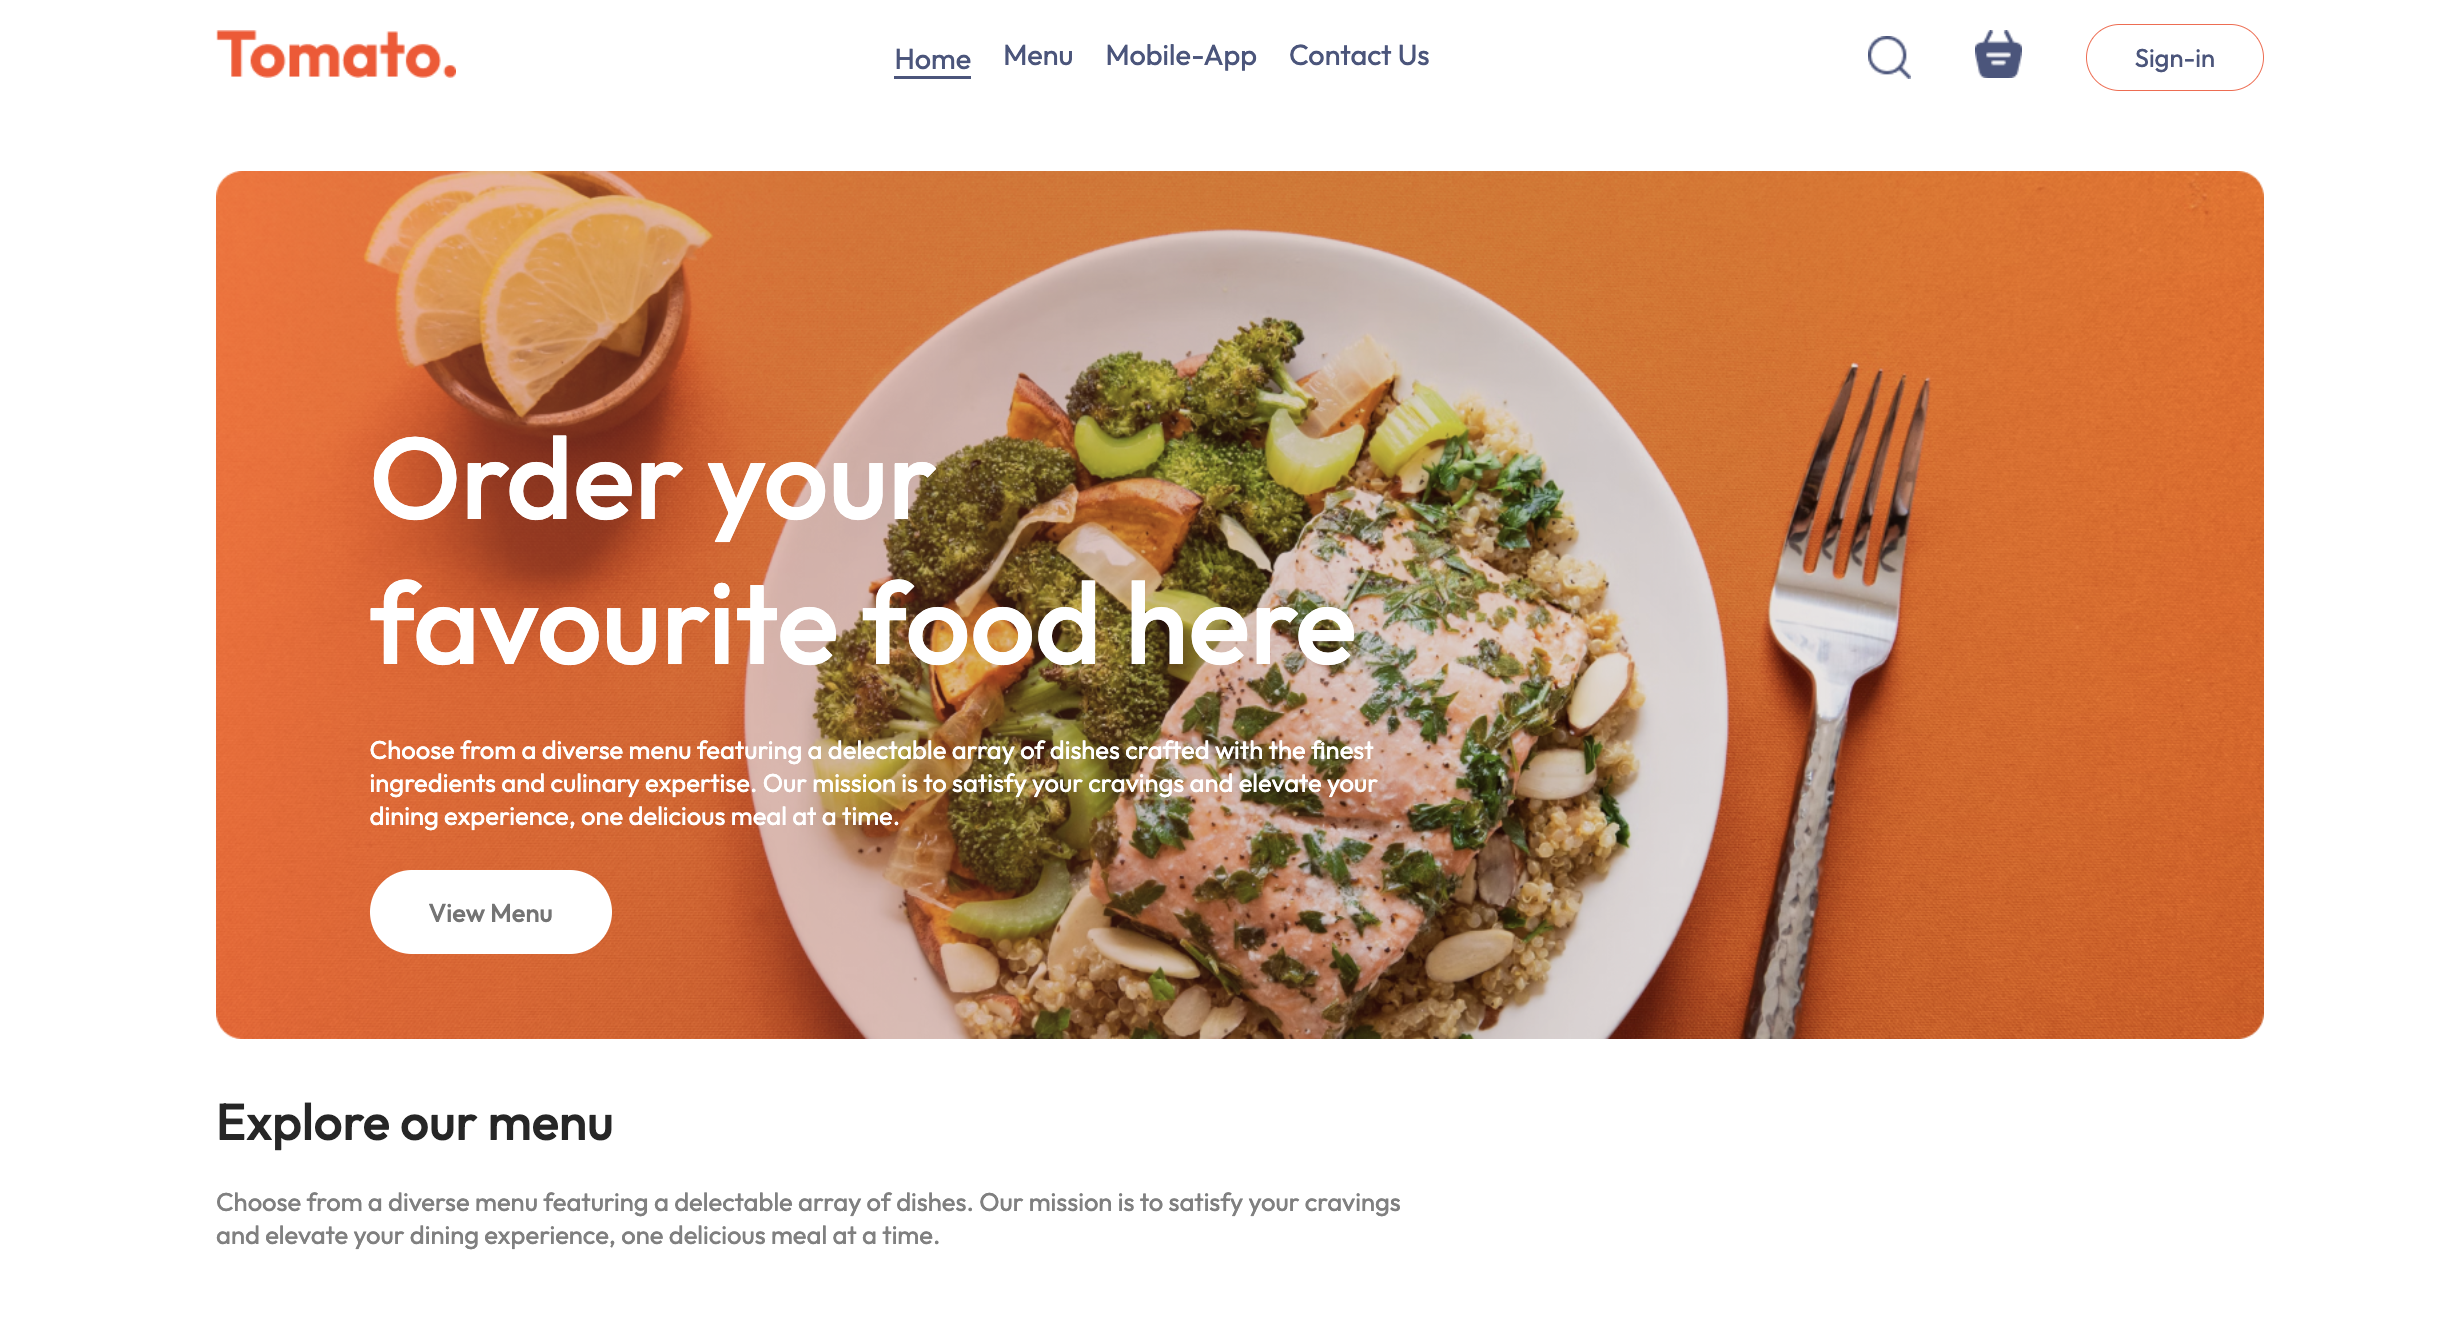 Tomato.
Home Menu Mobile-App Contact Us
Sign-in
Order your
favourite food here
Choose from a diverse menu featuring a delectable array of dishes crafted with the finest
ingredients and culinary expertise. Our mission is to satisfy your cravings and elevate your
dining experience, one delicious meal at a time.
View Menu
Explore our menu
Choose from a diverse menu featuring a delectable array of dishes. Our mission is to satisfy your cravings
and elevate your dining experience, one delicious meal at a time.